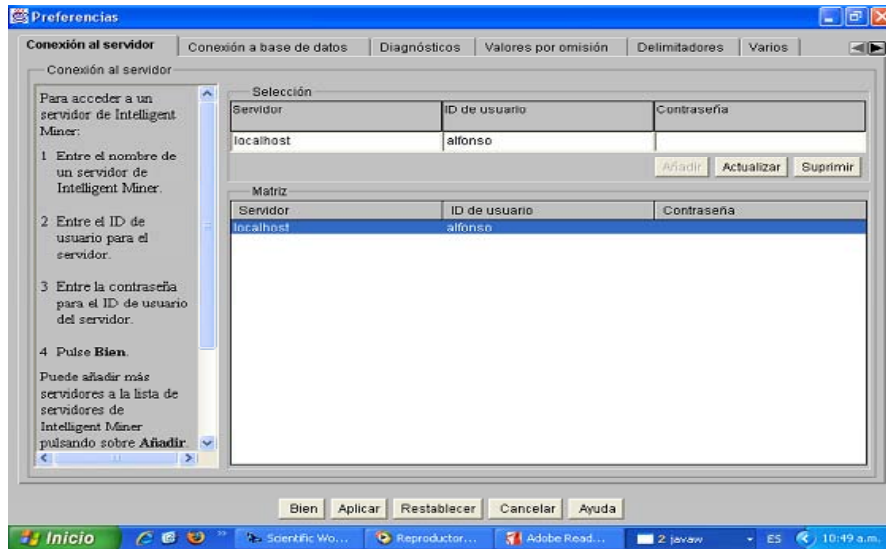 Preferencias
Conexión al servidor
Conexión a base de datos
Diagnósticos
Valores por omisión
Delimitadores
Varios
Conexión al servidor
Para acceder a un
servidor de Intelligent
Miner:
1 Entre el nombre de
un servidor de
Intelligent Miner.
2 Entre el ID de
usuario para el
servidor.
3 Entre la contraseña
para el ID de usuario
del servidor.
4 Pulse Bien.
Puede añadir más
servidores a la lista de
servidores de
Intelligent Miner
pulsando sobre Añadir.
Selección
Servidor ID de usuario Contraseña
localhost alfonso
Añadir Actualizar Suprimir
Matriz
Servidor ID de usuario Contraseña
localhost alfonso
Bien Aplicar Restablecer Cancelar Ayuda
Inicio Scientific Wo... Reproductor... Adobe Read... 2 javaw ES 10:49 a.m.